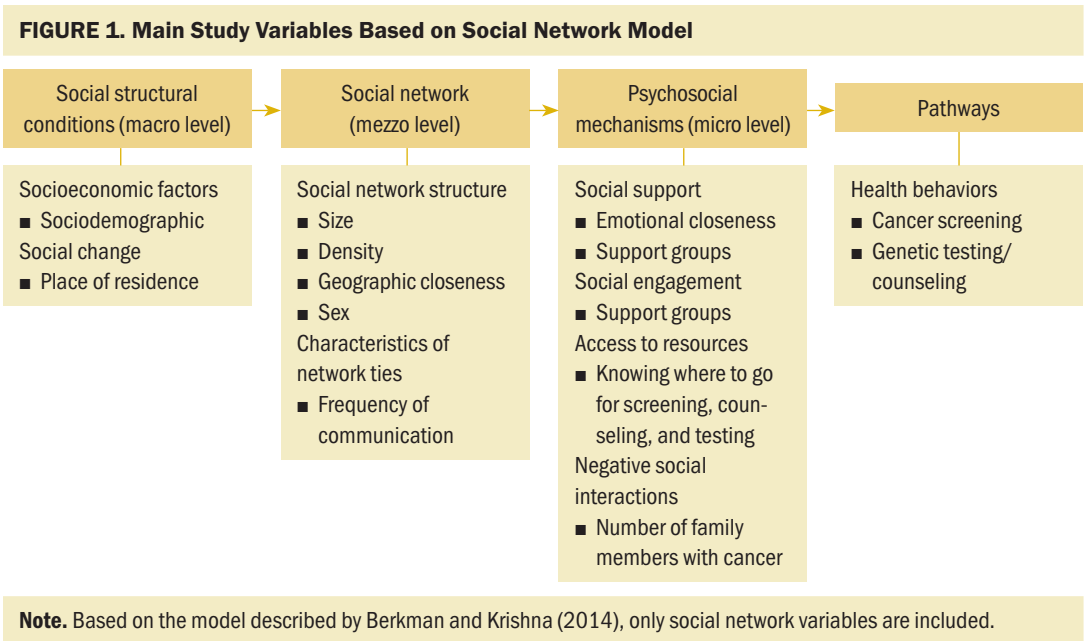 FIGURE 1. Main Study Variables Based on Social Network Model
Social structural
conditions (macro level)
Social network
(mezzo level)
Psychosocial
mechanisms (micro level)
Pathways
Socioeconomic factors
■ Sociodemographic
Social change
■ Place of residence
Social network structure
■ Size
■ Density
■ Geographic closeness
■ Sex
Characteristics of
network ties
■ Frequency of
communication
Social support
■ Emotional closeness
■ Support groups
Social engagement
■ Support groups
Access to resources
■ Knowing where to go
for screening, coun-
seling, and testing
Negative social
interactions
■ Number of family
members with cancer
Health behaviors
■ Cancer screening
■ Genetic testing/
counseling
Note. Based on the model described by Berkman and Krishna (2014), only social network variables are included.